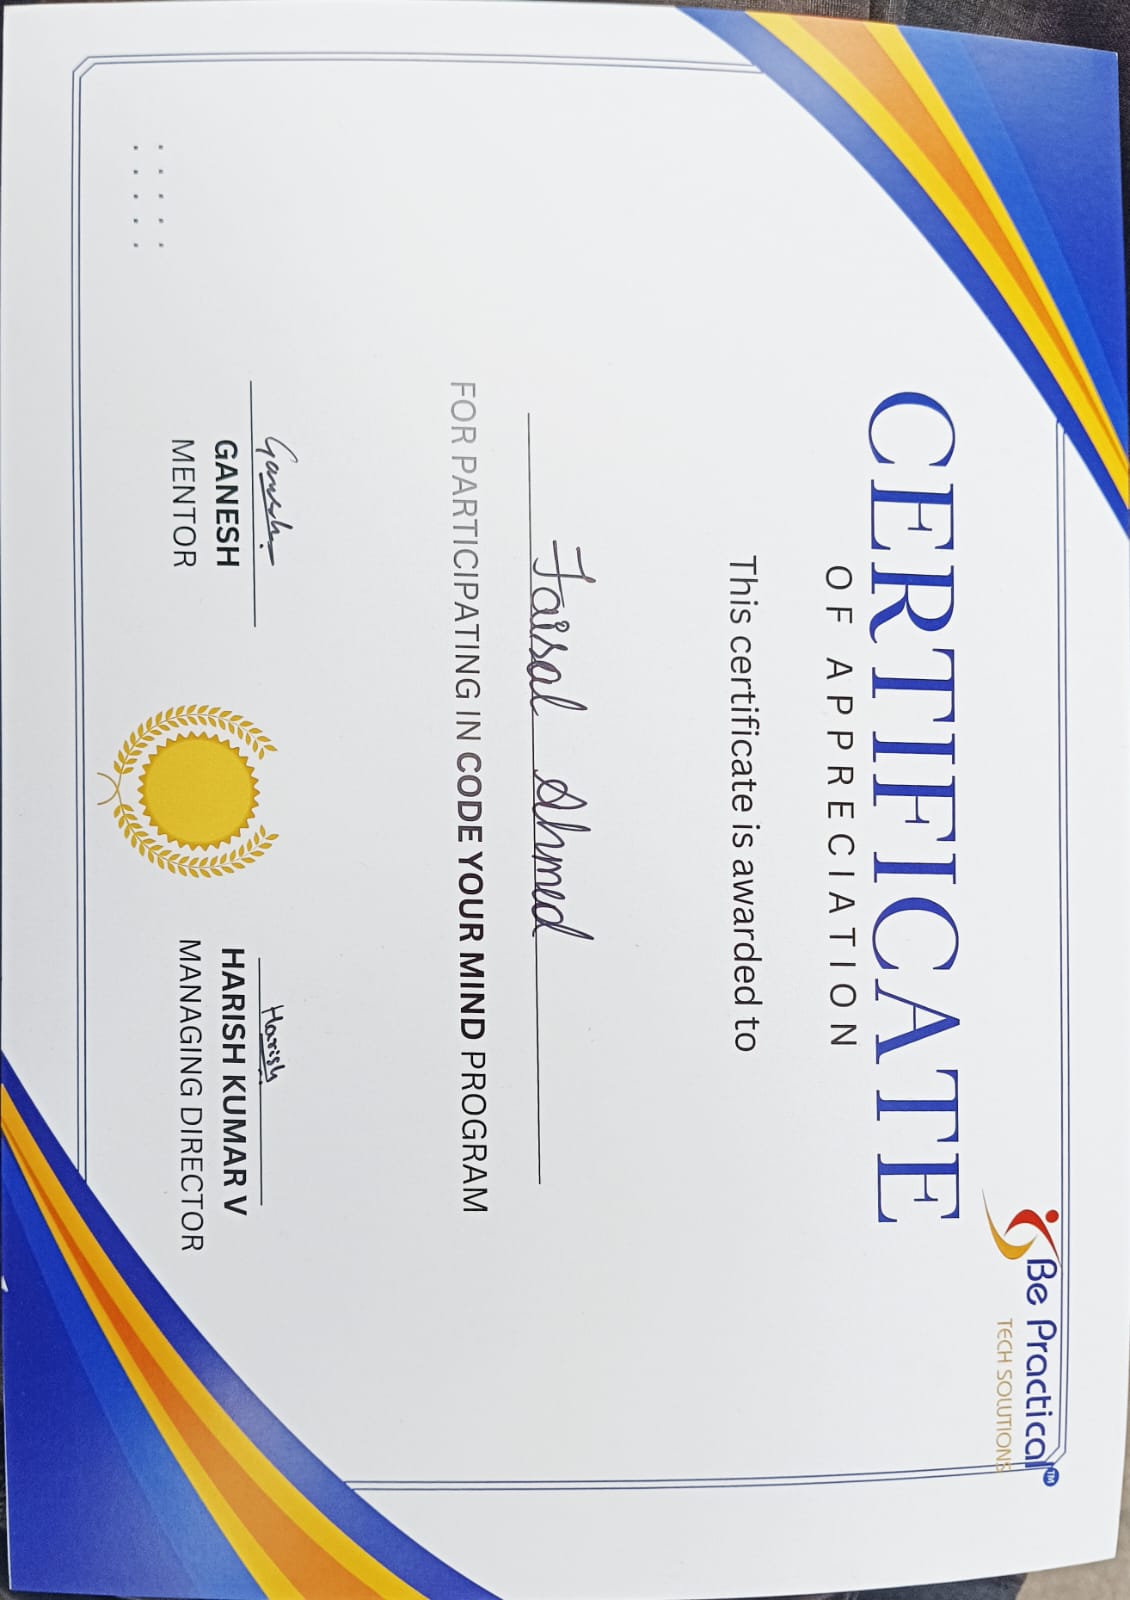 Be Practical™
TECH SOLUTIONS
CERTIFICATE
OF APPRECIATION
This certificate is awarded to
Faisal Ahmed
FOR PARTICIPATING IN CODE YOUR MIND PROGRAM
Ganesh
Harish
GANESH
HARISH KUMAR V
MENTOR
MANAGING DIRECTOR